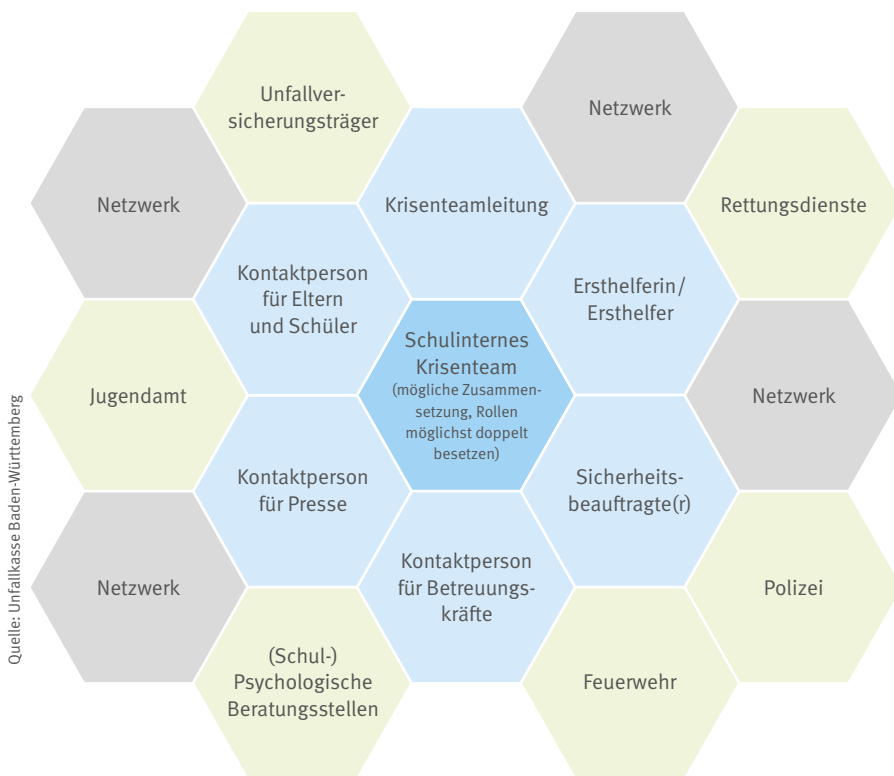 Unfallver-
sicherungsträger
Netzwerk
Netzwerk
Krisenteamleitung
Rettungsdienste
Kontaktperson
für Eltern
und Schüler
Ersthelferin/
Ersthelfer
Schulinternes
Krisenteam
(mögliche Zusammen-
setzung, Rollen
möglichst doppelt
besetzen)
Jugendamt
Netzwerk
Kontaktperson
für Presse
Sicherheits-
beauftragte(r)
Kontaktperson
für Betreuungs-
kräfte
Netzwerk
Polizei
(Schul-)
Psychologische
Beratungsstellen
Feuerwehr
Quelle: Unfallkasse Baden-Württemberg